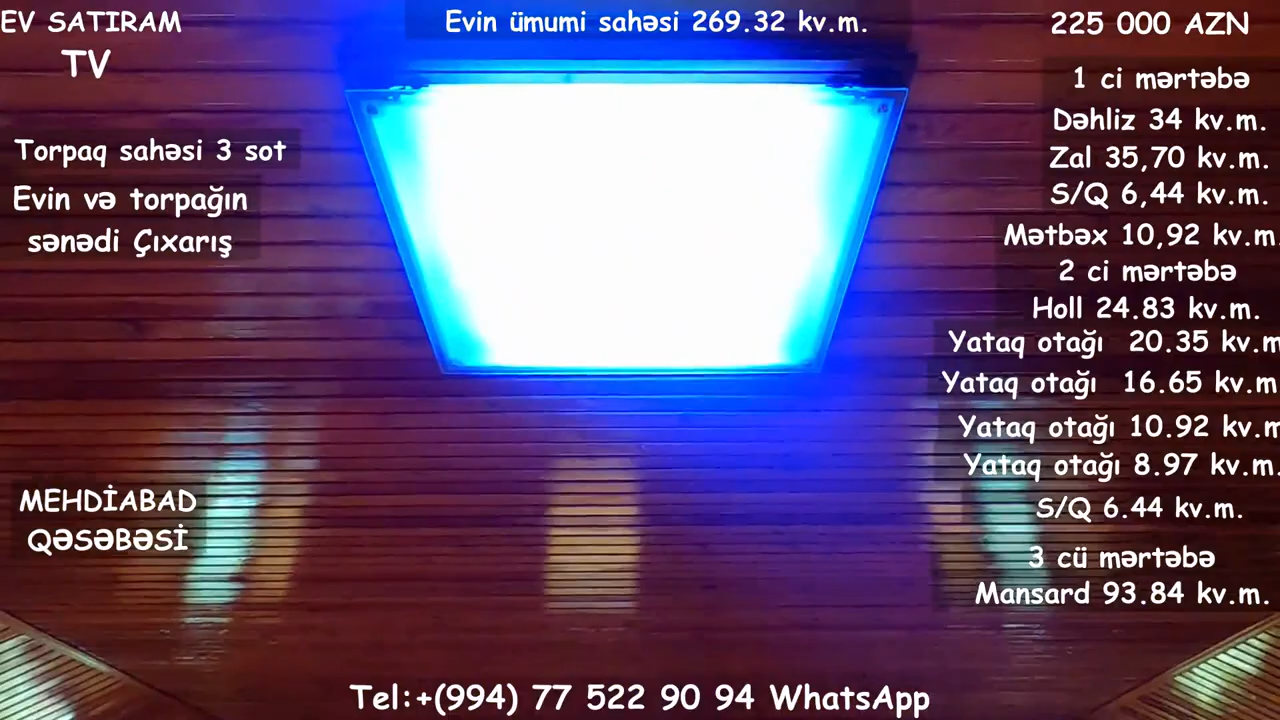 EV SATIRAM
TV
Torpaq sahəsi 3 sot
Evin və torpağın
sənədi Çıxarış
MEHDİABAD
QƏSƏBƏSİ
Evin ümumi sahəsi 269.32 kv.m.
225 000 AZN
1 ci mərtəbə
Dəhliz 34 kv.m.
Zal 35,70 kv.m.
S/Q 6,44 kv.m.
Mətbəx 10,92 kv.m.
2 ci mərtəbə
Holl 24.83 kv.m.
Yataq otağı 20.35 kv.m
Yataq otağı 16.65 kv.m
Yataq otağı 10.92 kv.m
Yataq otağı 8.97 kv.m.
S/Q 6.44 kv.m.
3 cü mərtəbə
Mansard 93.84 kv.m.
Tel:+(994) 77 522 90 94 WhatsApp